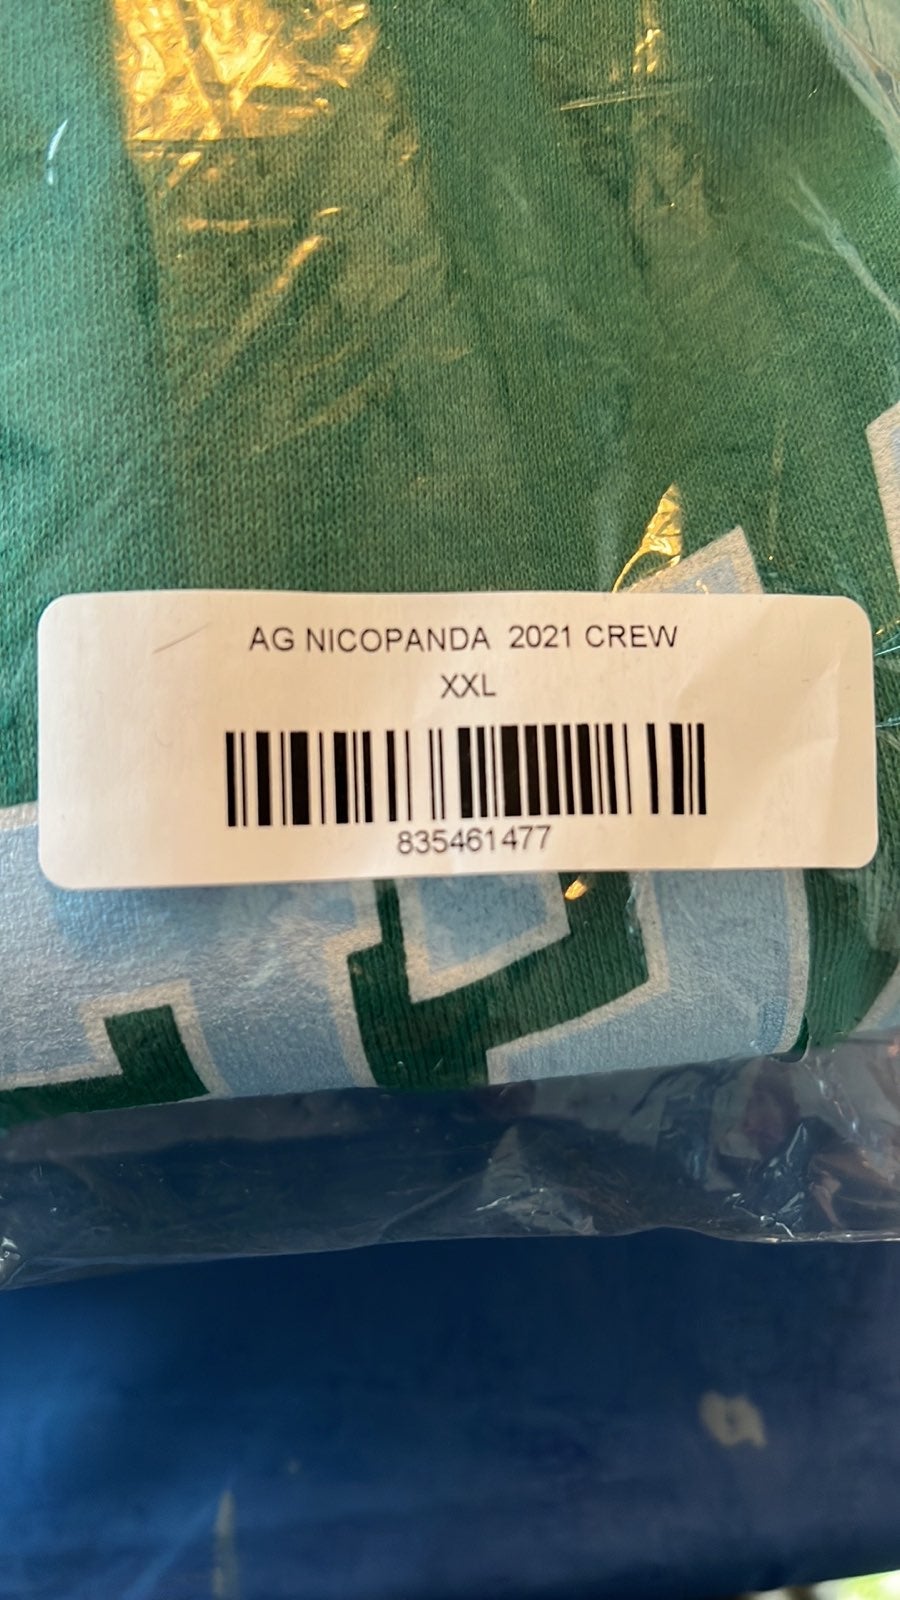 AG NICOPANDA 2021 CREW
XXL
835461477